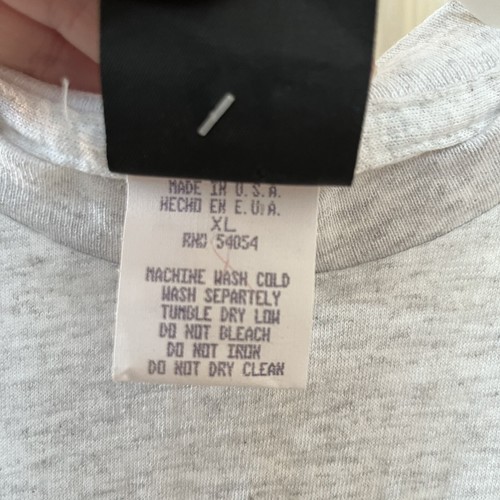 MADE IN U.S.A.
HECHO EN E.U.A.
XL
RN# 54054
MACHINE WASH COLD
WASH SEPARTELY
TUMBLE DRY LOW
DO NOT BLEACH
DO NOT IRON
DO NOT DRY CLEAN